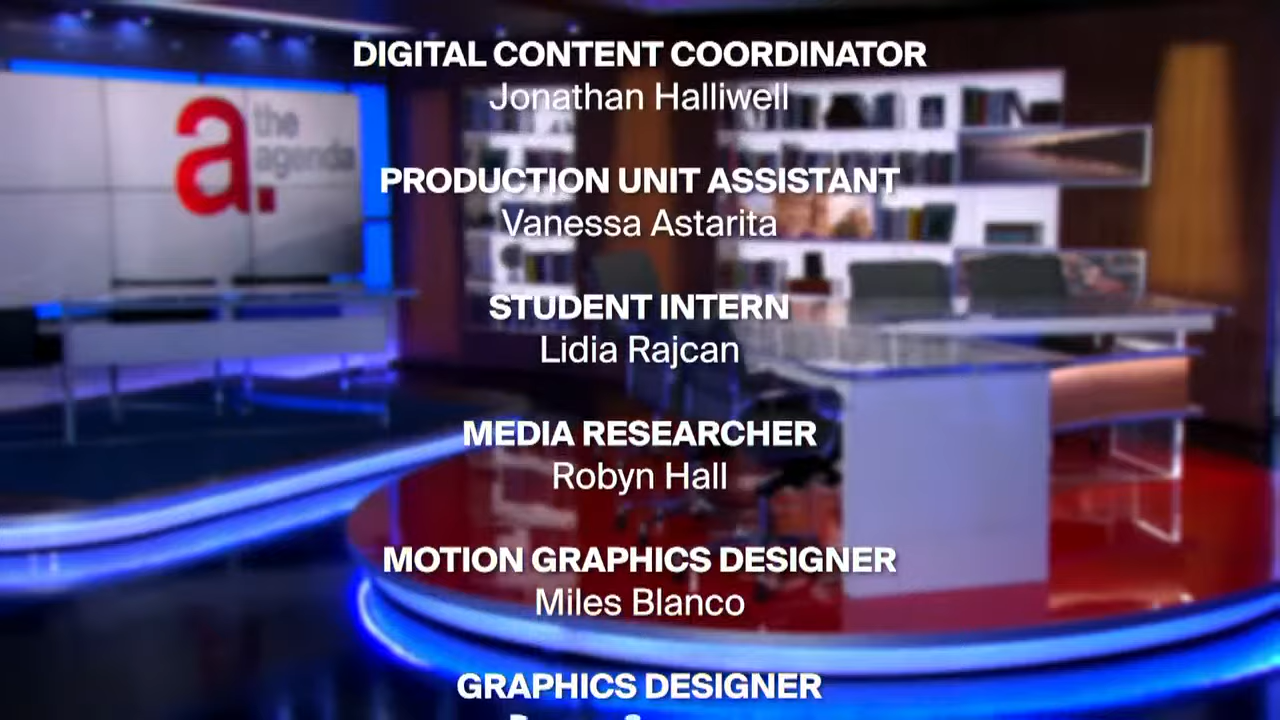 DIGITAL CONTENT COORDINATOR
Jonathan Halliwell
a. the
agenda
PRODUCTION UNIT ASSISTANT
Vanessa Astarita
STUDENT INTERN
Lidia Rajcan
MEDIA RESEARCHER
Robyn Hall
MOTION GRAPHICS DESIGNER
Miles Blanco
GRAPHICS DESIGNER